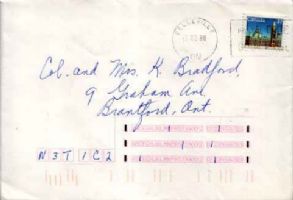 Col. and Mrs. K. Bradford,
9 Graham Ave
Brantford, Ont.
N3T 1C2